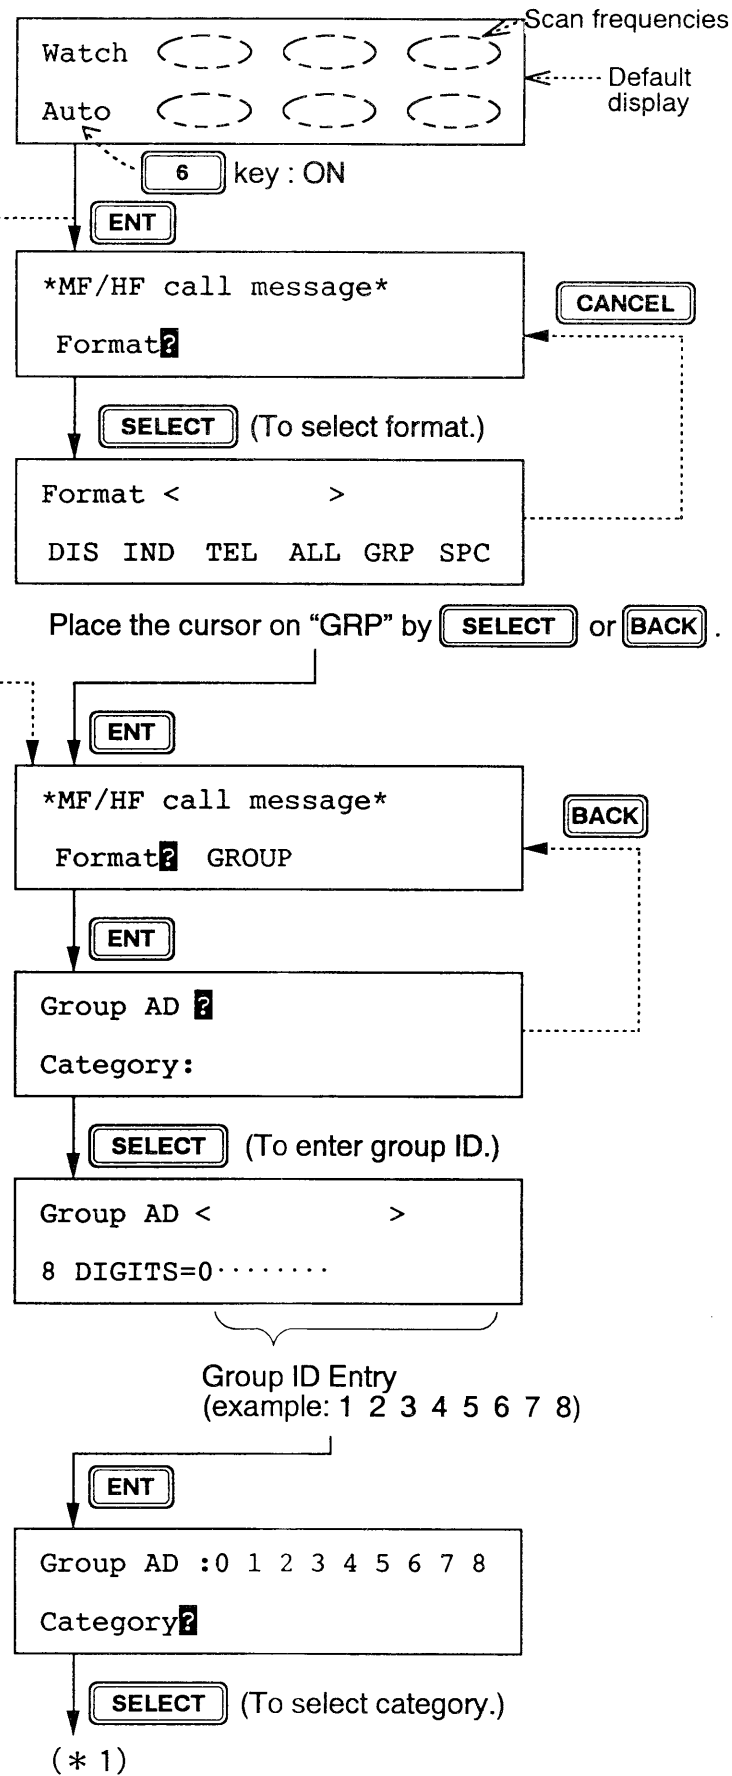 Scan frequencies
Watch
Default
display
Auto
6 key : ON
ENT
*MF/HF call message*
CANCEL
Format?
SELECT (To select format.)
Format < >
DIS IND TEL ALL GRP SPC
Place the cursor on “GRP” by SELECT or BACK .
ENT
*MF/HF call message*
BACK
Format? GROUP
ENT
Group AD ?
Category:
SELECT (To enter group ID.)
Group AD < >
8 DIGITS=0········
Group ID Entry
(example: 1 2 3 4 5 6 7 8)
ENT
Group AD :0 1 2 3 4 5 6 7 8
Category?
SELECT (To select category.)
(* 1)